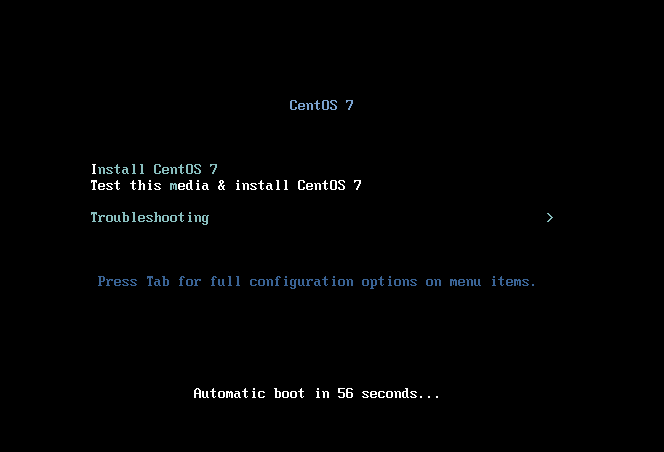 CentOS 7
Install CentOS 7
Test this media & install CentOS 7
Troubleshooting >
Press Tab for full configuration options on menu items.
Automatic boot in 56 seconds...